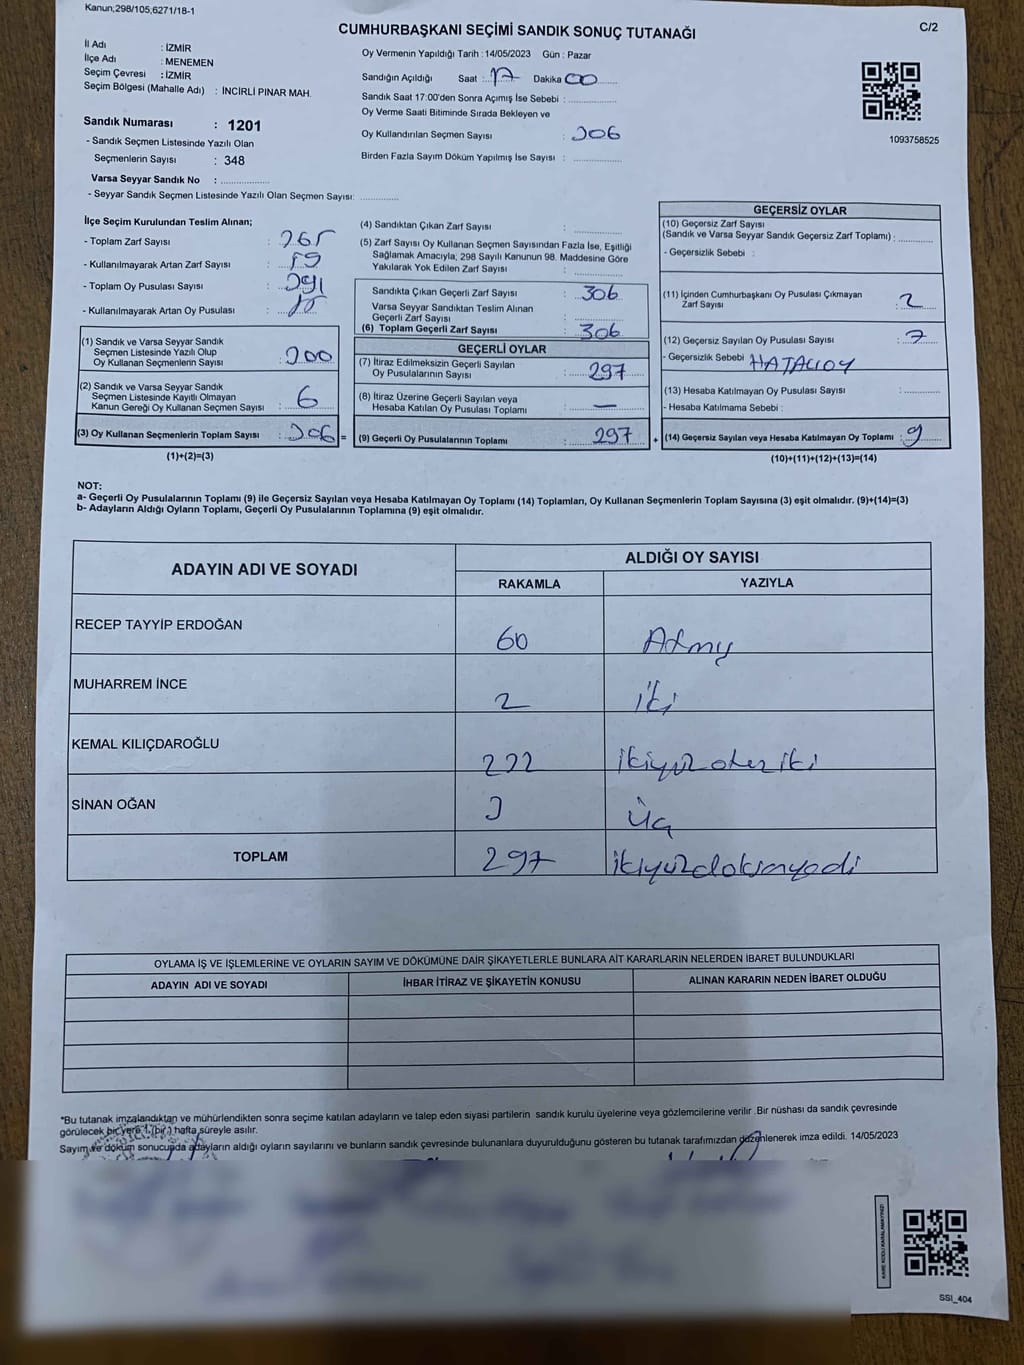 Kanun;298/105,6271/18-1
C/2
CUMHURBAŞKANI SEÇİMİ SANDIK SONUÇ TUTANAĞI
İl Adı : İZMİR
İlçe Adı : MENEMEN
Seçim Çevresi : İZMİR
Seçim Bölgesi (Mahalle Adı) : İNCİRLİ PINAR MAH.
Sandık Numarası : 1201
- Sandık Seçmen Listesinde Yazılı Olan
Seçmenlerin Sayısı : 348
Varsa Seyyar Sandık No : ................
- Seyyar Sandık Seçmen Listesinde Yazılı Olan Seçmen Sayısı: .............
Oy Vermenin Yapıldığı Tarih : 14/05/2023 Gün : Pazar
Sandığın Açıldığı Saat : 17 Dakika 00
Sandık Saat 17:00'den Sonra Açımış İse Sebebi : ................
Oy Verme Saati Bitiminde Sırada Bekleyen ve
Oy Kullandırılan Seçmen Sayısı : 306
Birden Fazla Sayım Döküm Yapılmış İse Sayısı : ................
1093758525
İlçe Seçim Kurulundan Teslim Alınan;
- Toplam Zarf Sayısı : 365
- Kullanılmayarak Artan Zarf Sayısı : 59
- Toplam Oy Pusulası Sayısı :
- Kullanılmayarak Artan Oy Pusulası :
(1) Sandık ve Varsa Seyyar Sandık
Seçmen Listesinde Yazılı Olup
Oy Kullanan Seçmenlerin Sayısı : 300
(2) Sandık ve Varsa Seyyar Sandık
Seçmen Listesinde Kayıtlı Olmayan
Kanun Gereği Oy Kullanan Seçmen Sayısı : 6
(3) Oy Kullanan Seçmenlerin Toplam Sayısı : 306 =
(1)+(2)=(3)
(4) Sandıktan Çıkan Zarf Sayısı : ................
(5) Zarf Sayısı Oy Kullanan Seçmen Sayısından Fazla İse, Eşitliği
Sağlamak Amacıyla; 298 Sayılı Kanunun 98. Maddesine Göre
Yakılarak Yok Edilen Zarf Sayısı : ................
Sandıkta Çıkan Geçerli Zarf Sayısı : 306
Varsa Seyyar Sandıktan Teslim Alınan
Geçerli Zarf Sayısı : ................
(6) Toplam Geçerli Zarf Sayısı : 306
GEÇERLİ OYLAR
(7) İtiraz Edilmeksizin Geçerli Sayılan
Oy Pusulalarının Sayısı : 297
(8) İtiraz Üzerine Geçerli Sayılan veya
Hesaba Katılan Oy Pusulası Toplamı : —
(9) Geçerli Oy Pusulalarının Toplamı : 297 +
GEÇERSİZ OYLAR
(10) Geçersiz Zarf Sayısı
(Sandık ve Varsa Seyyar Sandık Geçersiz Zarf Toplamı) : ............
- Geçersizlik Sebebi :
(11) İçinden Cumhurbaşkanı Oy Pusulası Çıkmayan
Zarf Sayısı : 2
(12) Geçersiz Sayılan Oy Pusulası Sayısı : 7
- Geçersizlik Sebebi HATALIOY
(13) Hesaba Katılmayan Oy Pusulası Sayısı : ............
- Hesaba Katılmama Sebebi :
(14) Geçersiz Sayılan veya Hesaba Katılmayan Oy Toplamı : 9
(10)+(11)+(12)+(13)=(14)
NOT:
a- Geçerli Oy Pusulalarının Toplamı (9) ile Geçersiz Sayılan veya Hesaba Katılmayan Oy Toplamı (14) Toplamları, Oy Kullanan Seçmenlerin Toplam Sayısına (3) eşit olmalıdır. (9)+(14)=(3)
b- Adayların Aldığı Oyların Toplamı, Geçerli Oy Pusulalarının Toplamına (9) eşit olmalıdır.
ADAYIN ADI VE SOYADI
ALDIĞI OY SAYISI
RAKAMLA YAZIYLA
RECEP TAYYİP ERDOĞAN 60
MUHARREM İNCE 2 iki
KEMAL KILIÇDAROĞLU 232 ikiyüzotuziki
SİNAN OĞAN 3 üç
TOPLAM 297 ikiyüzdoksanyedi
OYLAMA İŞ VE İŞLEMLERİNE VE OYLARIN SAYIM VE DÖKÜMÜNE DAİR ŞİKAYETLERLE BUNLARA AİT KARARLARIN NELERDEN İBARET BULUNDUKLARI
ADAYIN ADI VE SOYADI İHBAR İTİRAZ VE ŞİKAYETİN KONUSU ALINAN KARARIN NEDEN İBARET OLDUĞU
*Bu tutanak imzalandıktan ve mühürlendikten sonra seçime katılan adayların ve talep eden siyasi partilerin sandık kurulu üyelerine veya gözlemcilerine verilir .Bir nüshası da sandık çevresinde
görülecek bir yere 1 (bir ) hafta süreyle asılır.
Sayım ve döküm sonucunda adayların aldığı oyların sayılarını ve bunların sandık çevresinde bulunanlara duyurulduğunu gösteren bu tutanak tarafımızdan düzenlenerek imza edildi. 14/05/2023
KARE KODU KARALAMAYINIZ!
SSI_404